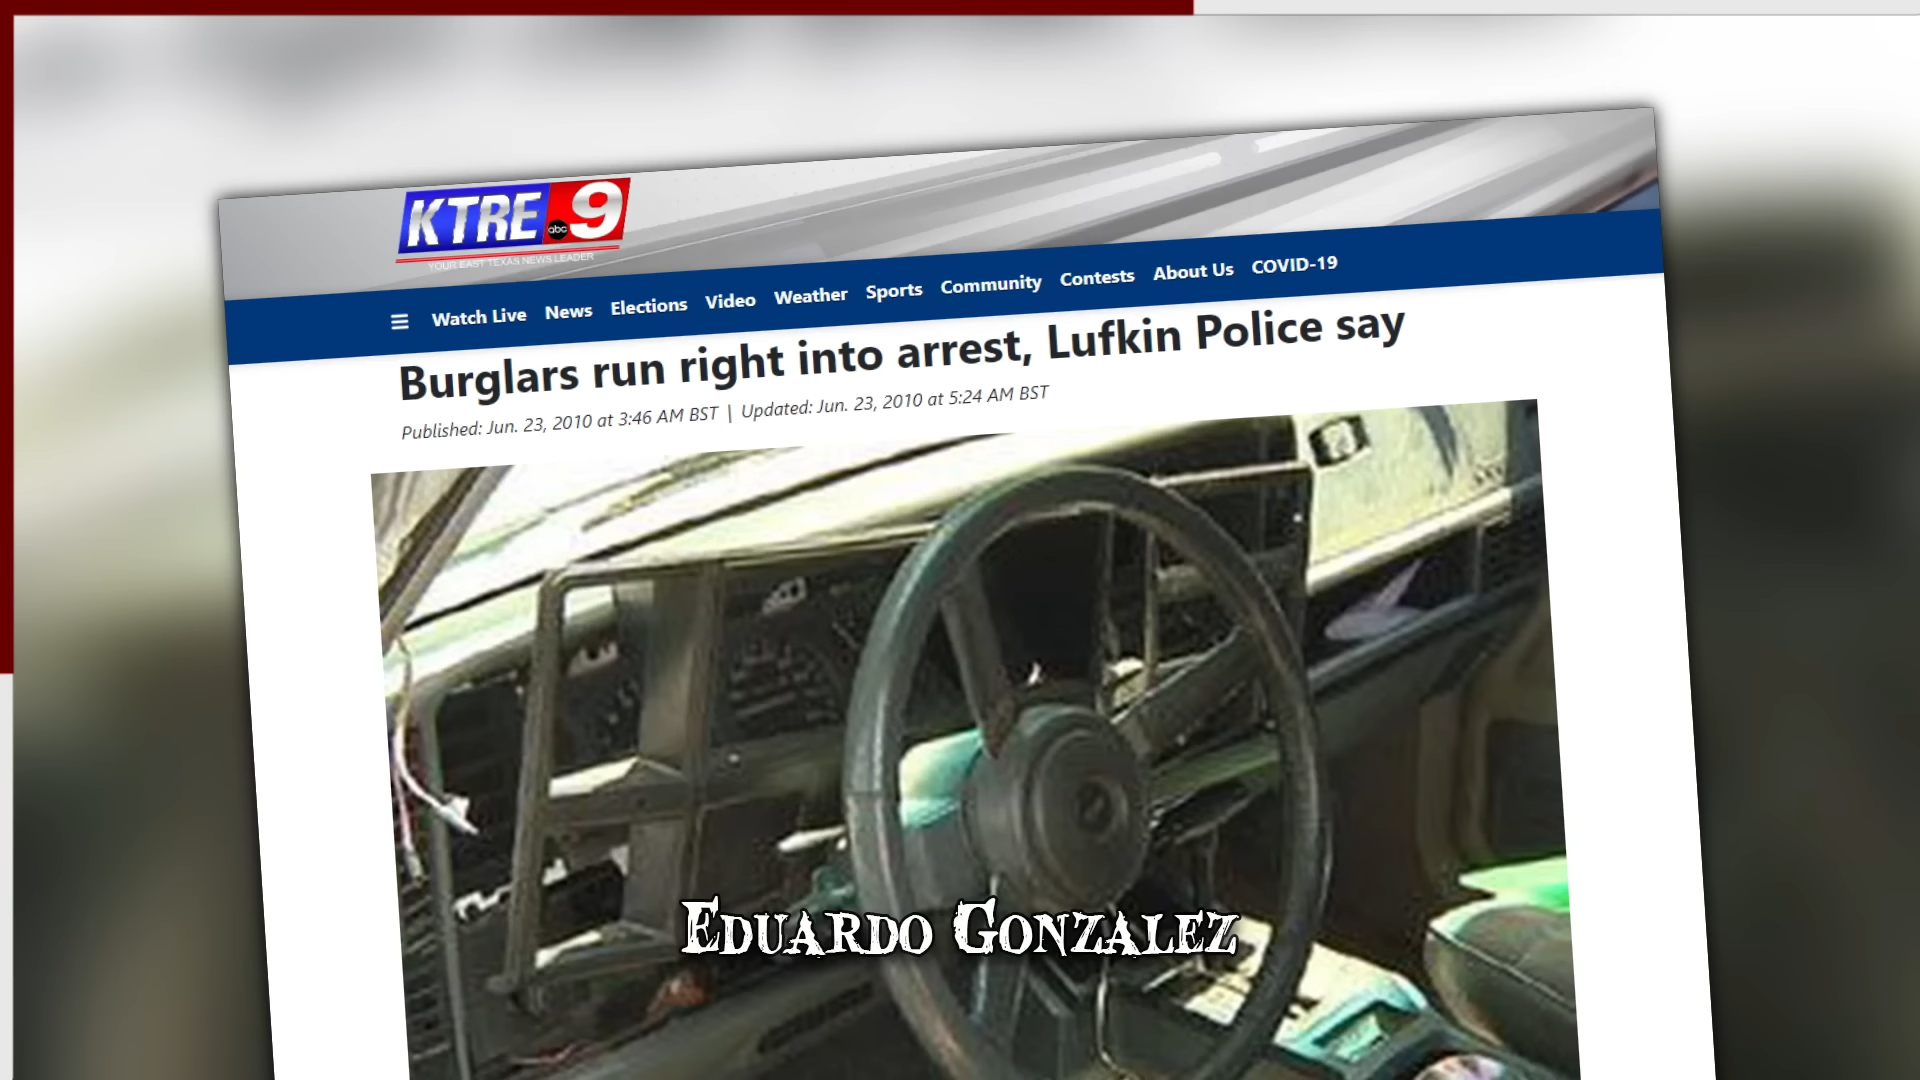 KTRE abc 9
YOUR EAST TEXAS NEWS LEADER
Watch Live News Elections Video Weather Sports Community Contests About Us COVID-19
Burglars run right into arrest, Lufkin Police say
Published: Jun. 23, 2010 at 3:46 AM BST | Updated: Jun. 23, 2010 at 5:24 AM BST
Eduardo Gonzalez